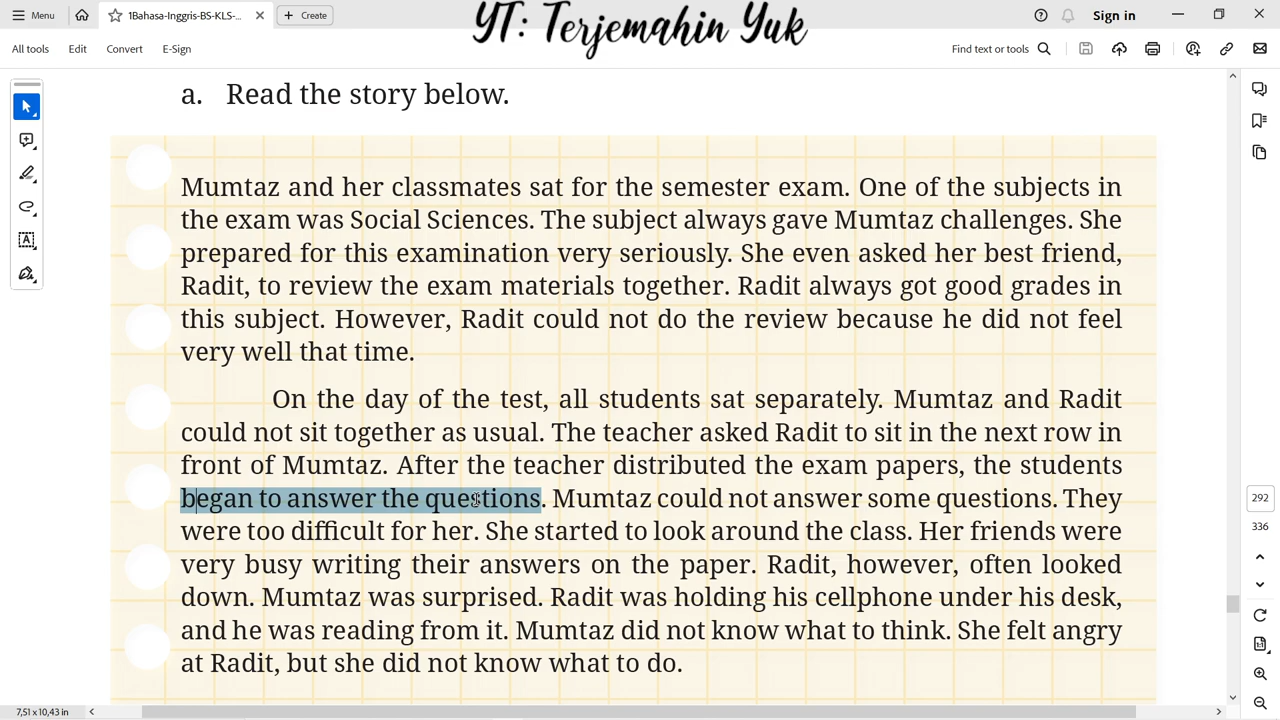 Menu
1Bahasa-Inggris-BS-KLS-...
Create
YT: Terjemahin Yuk
Sign in
All tools
Edit
Convert
E-Sign
Find text or tools
a. Read the story below.
Mumtaz and her classmates sat for the semester exam. One of the subjects in
the exam was Social Sciences. The subject always gave Mumtaz challenges. She
prepared for this examination very seriously. She even asked her best friend,
Radit, to review the exam materials together. Radit always got good grades in
this subject. However, Radit could not do the review because he did not feel
very well that time.
On the day of the test, all students sat separately. Mumtaz and Radit
could not sit together as usual. The teacher asked Radit to sit in the next row in
front of Mumtaz. After the teacher distributed the exam papers, the students
began to answer the questions. Mumtaz could not answer some questions. They
were too difficult for her. She started to look around the class. Her friends were
very busy writing their answers on the paper. Radit, however, often looked
down. Mumtaz was surprised. Radit was holding his cellphone under his desk,
and he was reading from it. Mumtaz did not know what to think. She felt angry
at Radit, but she did not know what to do.
292
336
7,51 x 10,43 in